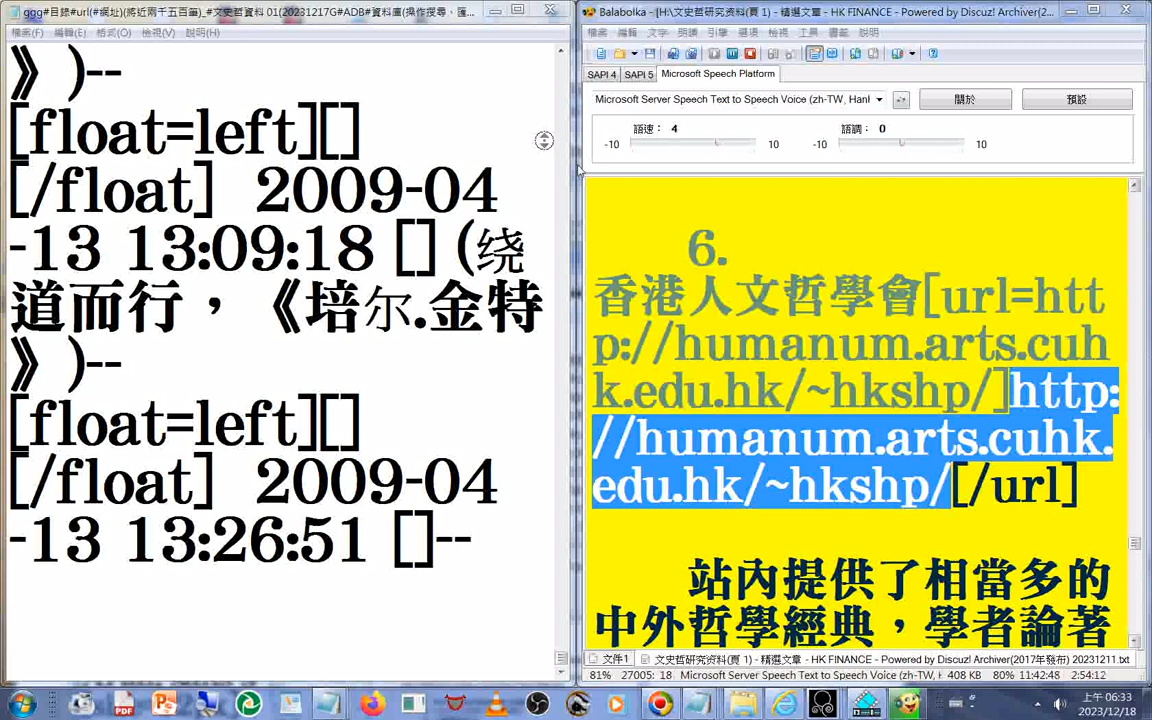 ggg#目錄#url(#網址)(將近兩千五百筆)_#文史哲資料 01(20231217G#ADB#資料庫(操作搜尋、匯...
檔案(F) 編輯(E) 格式(O) 檢視(V) 說明(H)
》 )--
[float=left][]
[/float] 2009-04
-13 13:09:18 [] (绕
道而行，《培尔.金特
》 )--
[float=left][]
[/float] 2009-04
-13 13:26:51 []--
Balabolka - [H:\文史哲研究资料(頁 1) - 精選文章 - HK FINANCE - Powered by Discuz! Archiver(2...
檔案 編輯 文字 朗讀 引擎 選項 檢視 工具 書籤 說明
SAPI 4 SAPI 5 Microsoft Speech Platform
Microsoft Server Speech Text to Speech Voice (zh-TW, Hanl 關於 預設
語速： 4 語調： 0
-10 10 -10 10
6.
香港人文哲學會[url=htt
p://humanum.arts.cuh
k.edu.hk/~hkshp/]http:
//humanum.arts.cuhk.
edu.hk/~hkshp/[/url]
站內提供了相當多的
中外哲學經典，學者論著
文件1 文史哲研究资料(頁 1) - 精選文章 - HK FINANCE - Powered by Discuz! Archiver(2017年發布) 20231211.txt
81% 27005: 18 Microsoft Server Speech Text to Speech Voice (zh-TW, H 408 KB 80% 11:42:48 2:54:12
上午 06:33
2023/12/18